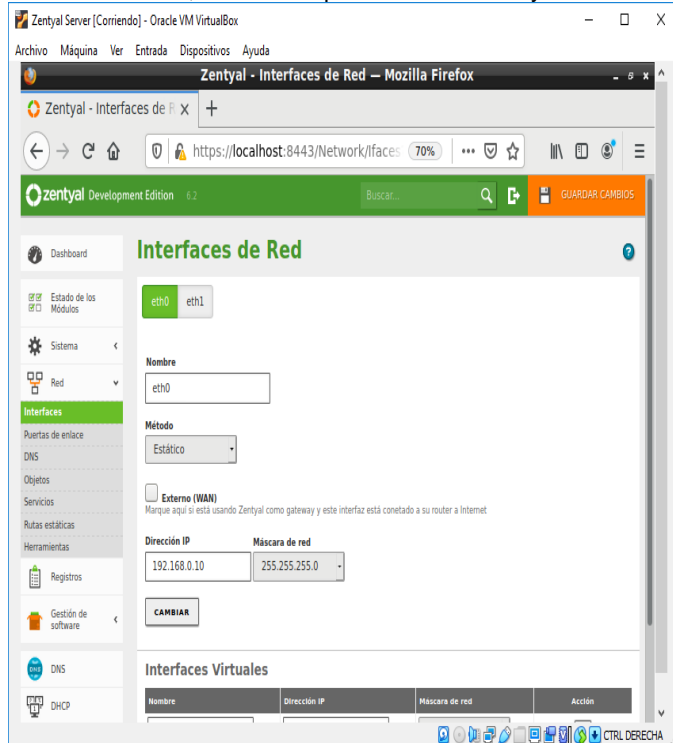 Zentyal Server [Corriendo] - Oracle VM VirtualBox
Archivo Máquina Ver Entrada Dispositivos Ayuda
Zentyal - Interfaces de Red — Mozilla Firefox
Zentyal - Interfaces de R
https://localhost:8443/Network/Ifaces 70%
zentyal Development Edition 6.2 Buscar... GUARDAR CAMBIOS
Dashboard
Estado de los Módulos
Sistema
Red
Interfaces
Puertas de enlace
DNS
Objetos
Servicios
Rutas estáticas
Herramientas
Registros
Gestión de software
DNS
DHCP
Interfaces de Red
eth0 eth1
Nombre
eth0
Método
Estático
Externo (WAN)
Marque aquí si está usando Zentyal como gateway y este interfaz está conetado a su router a Internet
Dirección IP Máscara de red
192.168.0.10 255.255.255.0
CAMBIAR
Interfaces Virtuales
Nombre Dirección IP Máscara de red Acción
CTRL DERECHA